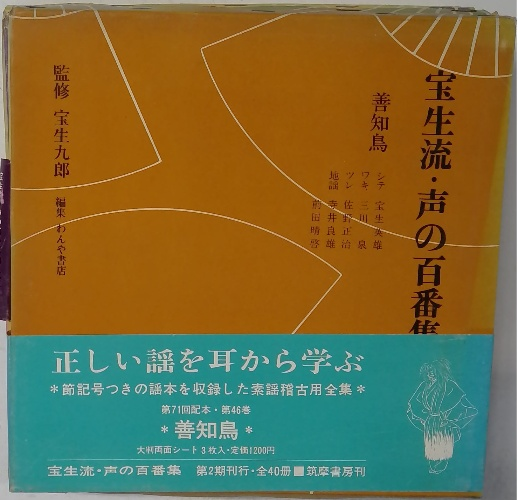 宝生流・声の百番集
善知鳥
シテ 宝生英雄
ワキ 三川 泉
ツレ 佐野正治
地謡 寺井良雄
前田晴啓
監修 宝生九郎
編集 わんや書店
正しい謡を耳から学ぶ
＊節記号つきの謡本を収録した素謡稽古用全集＊
第71回配本・第46巻
＊善知鳥＊
大判両面シート3枚入・定価1200円
宝生流・声の百番集 第2期刊行・全40冊■筑摩書房刊